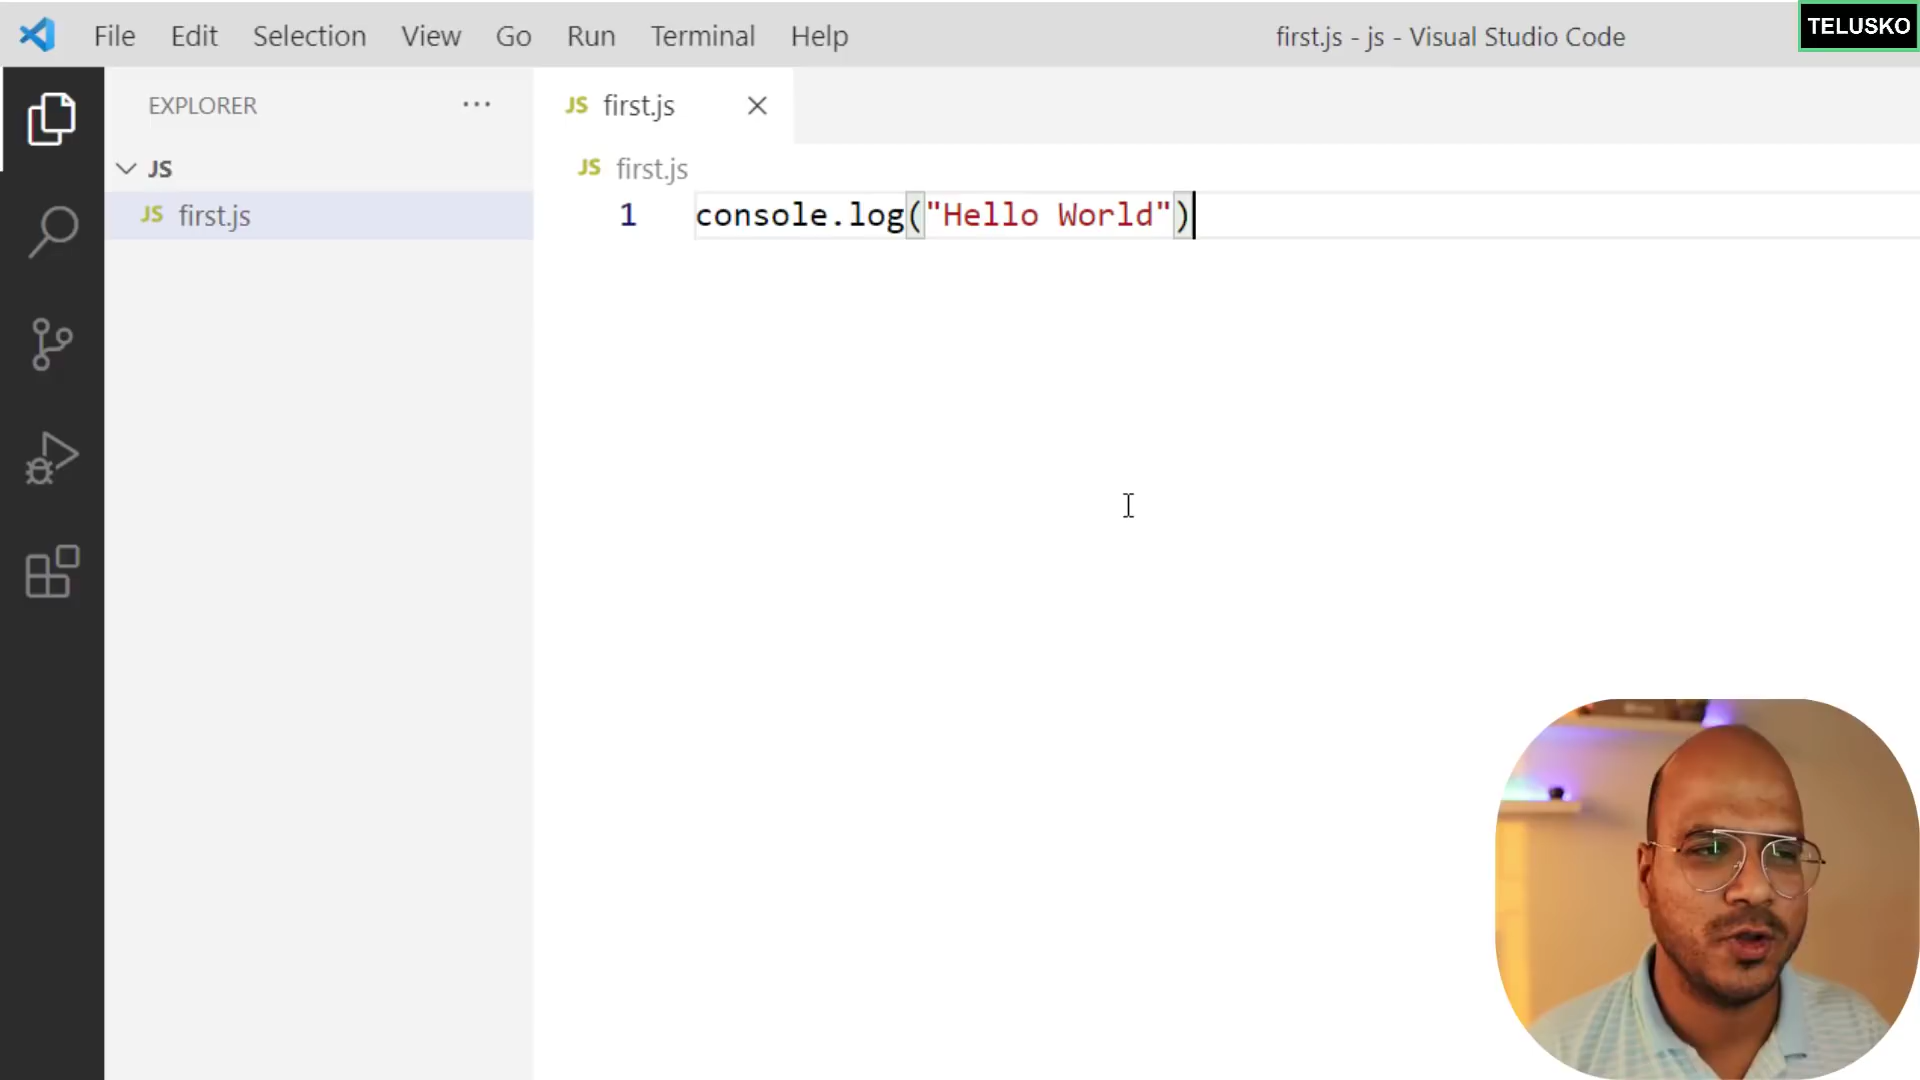 File Edit Selection View Go Run Terminal Help first.js - js - Visual Studio Code TELUSKO
EXPLORER ... JS first.js
JS
JS first.js
JS first.js
1 console.log("Hello World")